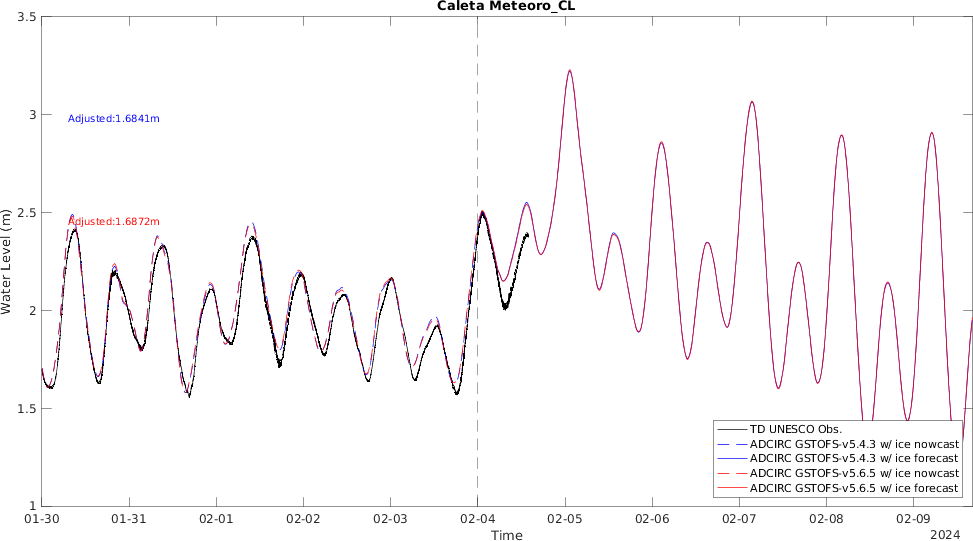 Caleta Meteoro_CL
3.5
3
2.5
2
1.5
1
Water Level (m)
Adjusted:1.6841m
Adjusted:1.6872m
TD UNESCO Obs.
ADCIRC GSTOFS-v5.4.3 w/ ice nowcast
ADCIRC GSTOFS-v5.4.3 w/ ice forecast
ADCIRC GSTOFS-v5.6.5 w/ ice nowcast
ADCIRC GSTOFS-v5.6.5 w/ ice forecast
01-30 01-31 02-01 02-02 02-03 02-04 02-05 02-06 02-07 02-08 02-09
Time
2024